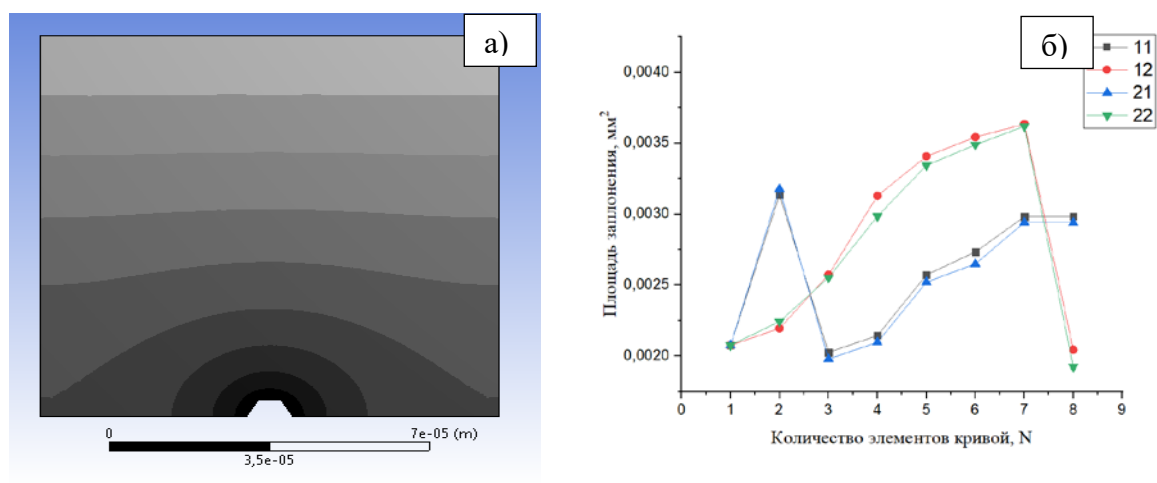 а)
0
7e-05 (m)
3,5e-05
б)
11
12
21
22
Площадь заплонения, мм²
0,0040
0,0035
0,0030
0,0025
0,0020
0 1 2 3 4 5 6 7 8 9
Количество элементов кривой, N